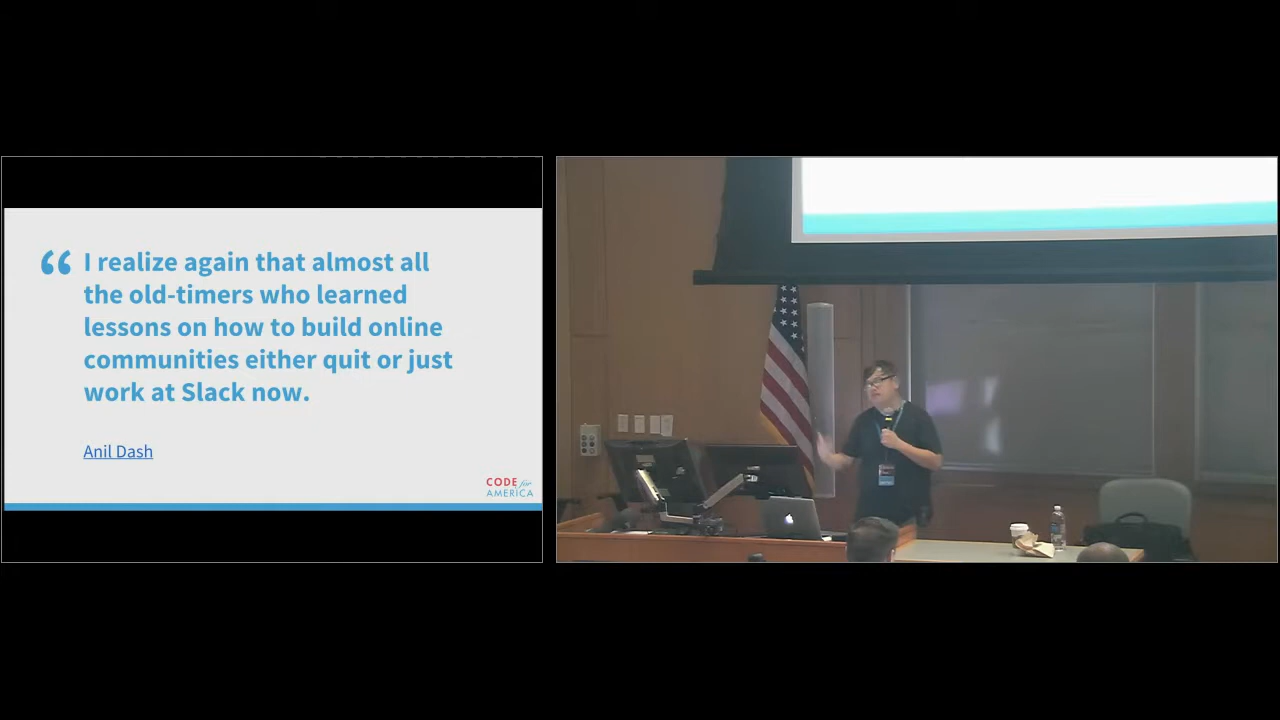 “ I realize again that almost all
the old-timers who learned
lessons on how to build online
communities either quit or just
work at Slack now.
Anil Dash
CODE for
AMERICA